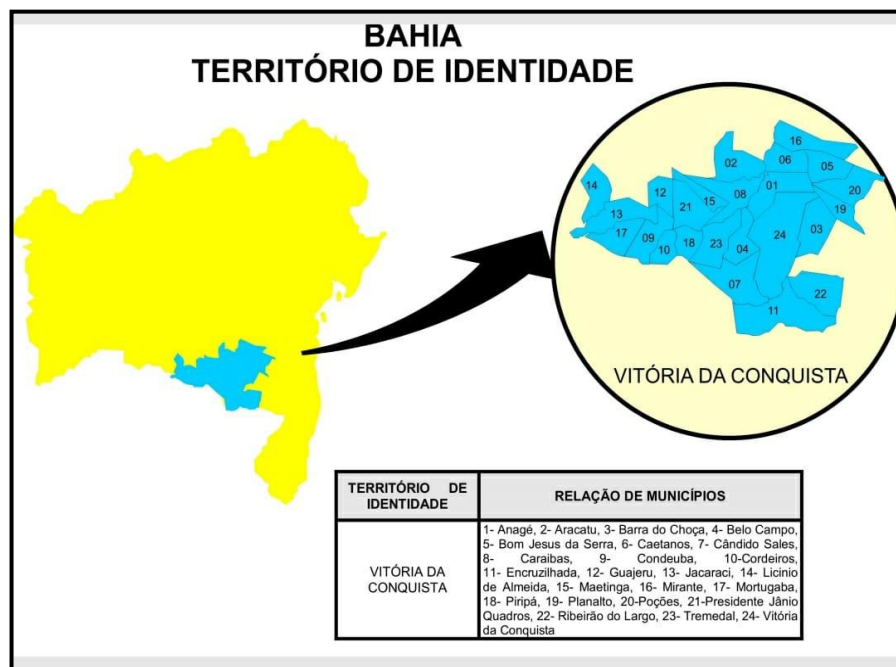 BAHIA
TERRITÓRIO DE IDENTIDADE
16
02
06
05
14
12
08
01
20
21
15
13
19
17
09
18
23
24
03
10
04
07
22
11
VITÓRIA DA CONQUISTA
TERRITÓRIO DE
IDENTIDADE
RELAÇÃO DE MUNICÍPIOS
VITÓRIA DA
CONQUISTA
1- Anagé, 2- Aracatu, 3- Barra do Choça, 4- Belo Campo,
5- Bom Jesus da Serra, 6- Caetanos, 7- Cândido Sales,
8- Caraibas, 9- Condeuba, 10-Cordeiros,
11- Encruzilhada, 12- Guajeru, 13- Jacaraci, 14- Licinio
de Almeida, 15- Maetinga, 16- Mirante, 17- Mortugaba,
18- Piripá, 19- Planalto, 20-Poções, 21-Presidente Jânio
Quadros, 22- Ribeirão do Largo, 23- Tremedal, 24- Vitória
da Conquista